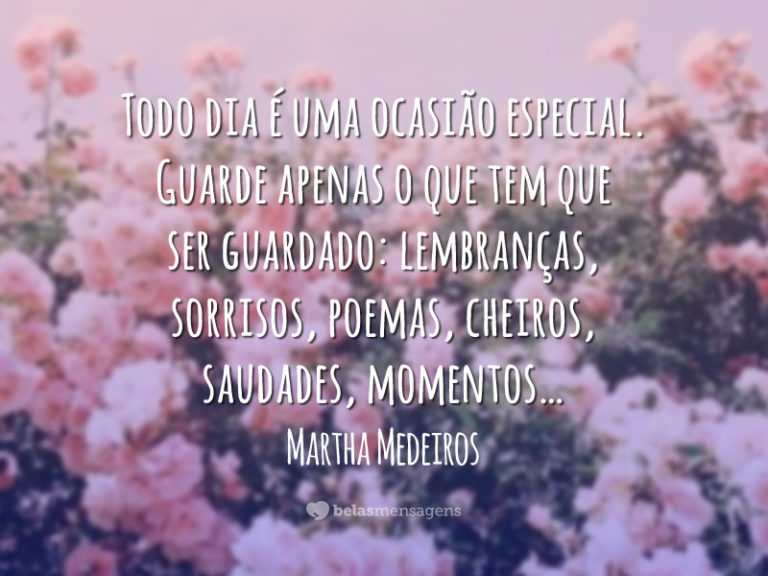 Todo dia é uma ocasião especial.
Guarde apenas o que tem que
ser guardado: lembranças,
sorrisos, poemas, cheiros,
saudades, momentos...
Martha Medeiros
belasmensagens